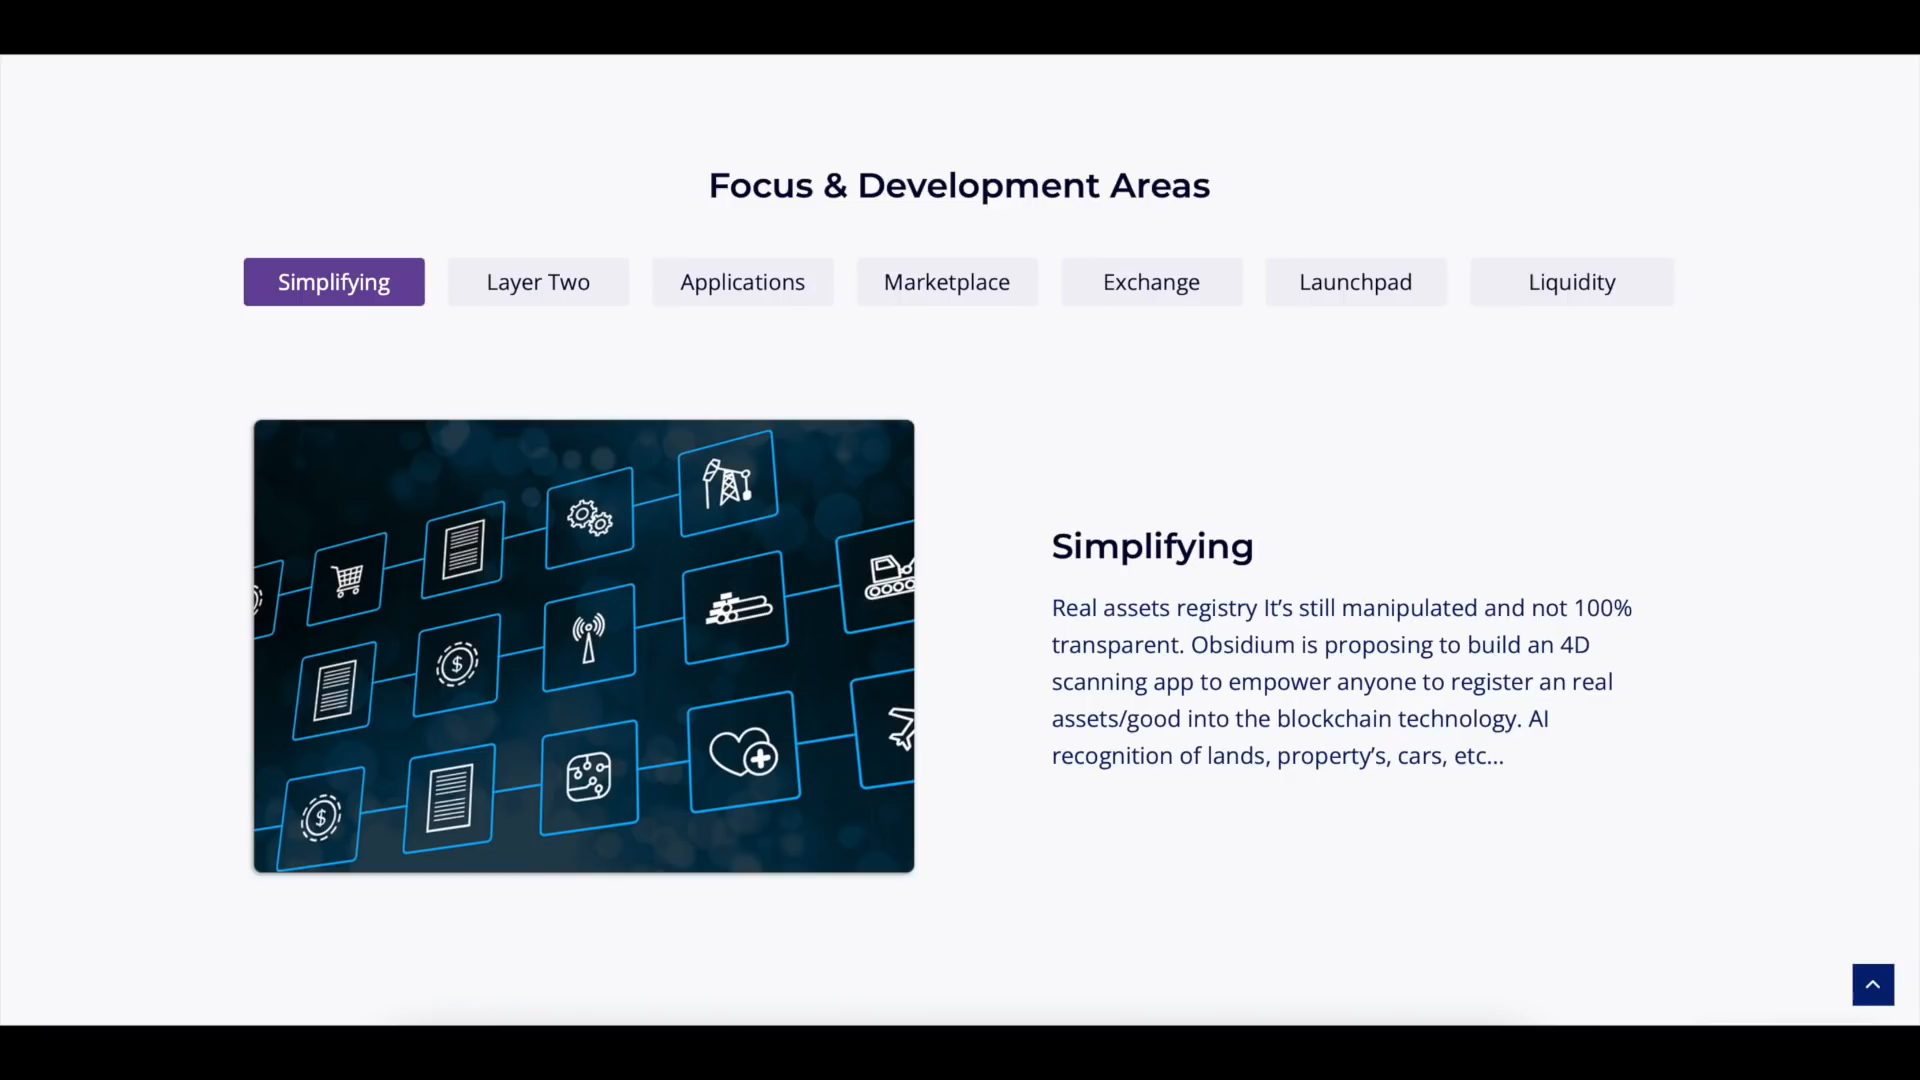 Focus & Development Areas
Simplifying
Layer Two
Applications
Marketplace
Exchange
Launchpad
Liquidity
$
$
Simplifying
Real assets registry It’s still manipulated and not 100%
transparent. Obsidium is proposing to build an 4D
scanning app to empower anyone to register an real
assets/good into the blockchain technology. AI
recognition of lands, property’s, cars, etc...